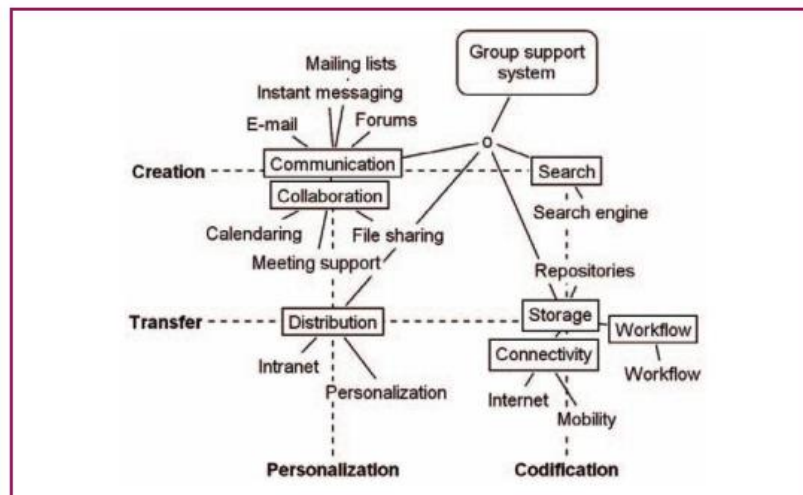 Group support
system
Mailing lists
Instant messaging
E-mail
Forums
Communication
Creation
Search
Collaboration
Search engine
Calendaring
File sharing
Meeting support
Repositories
Storage
Transfer
Distribution
Workflow
Connectivity
Intranet
Workflow
Personalization
Internet
Mobility
Personalization
Codification